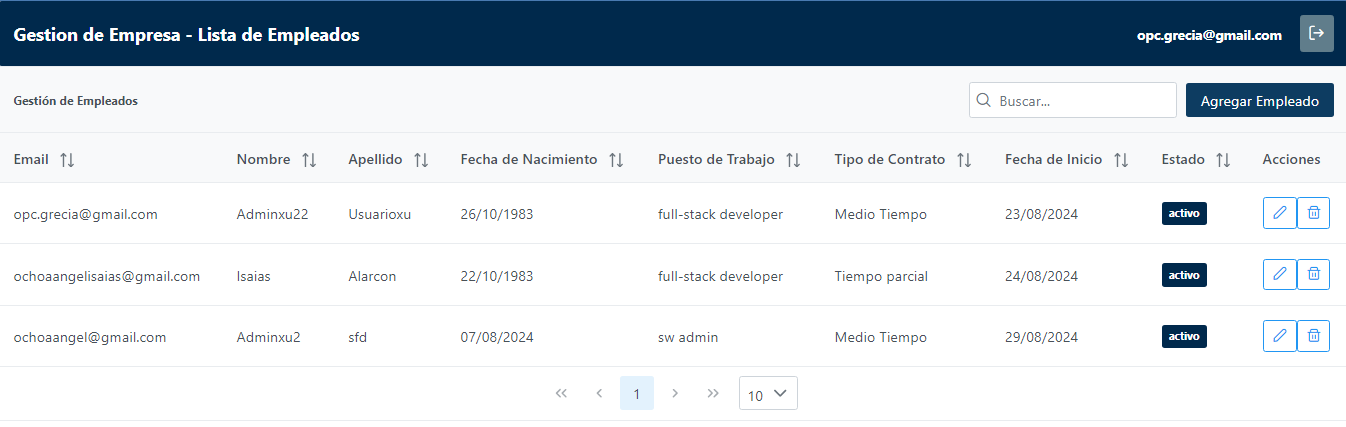 Gestion de Empresa - Lista de Empleados opc.grecia@gmail.com
Gestión de Empleados Buscar... Agregar Empleado
Email Nombre Apellido Fecha de Nacimiento Puesto de Trabajo Tipo de Contrato Fecha de Inicio Estado Acciones
opc.grecia@gmail.com Adminxu22 Usuarioxu 26/10/1983 full-stack developer Medio Tiempo 23/08/2024 activo
ochoaangelisaias@gmail.com Isaias Alarcon 22/10/1983 full-stack developer Tiempo parcial 24/08/2024 activo
ochoaangel@gmail.com Adminxu2 sfd 07/08/2024 sw admin Medio Tiempo 29/08/2024 activo
1 10